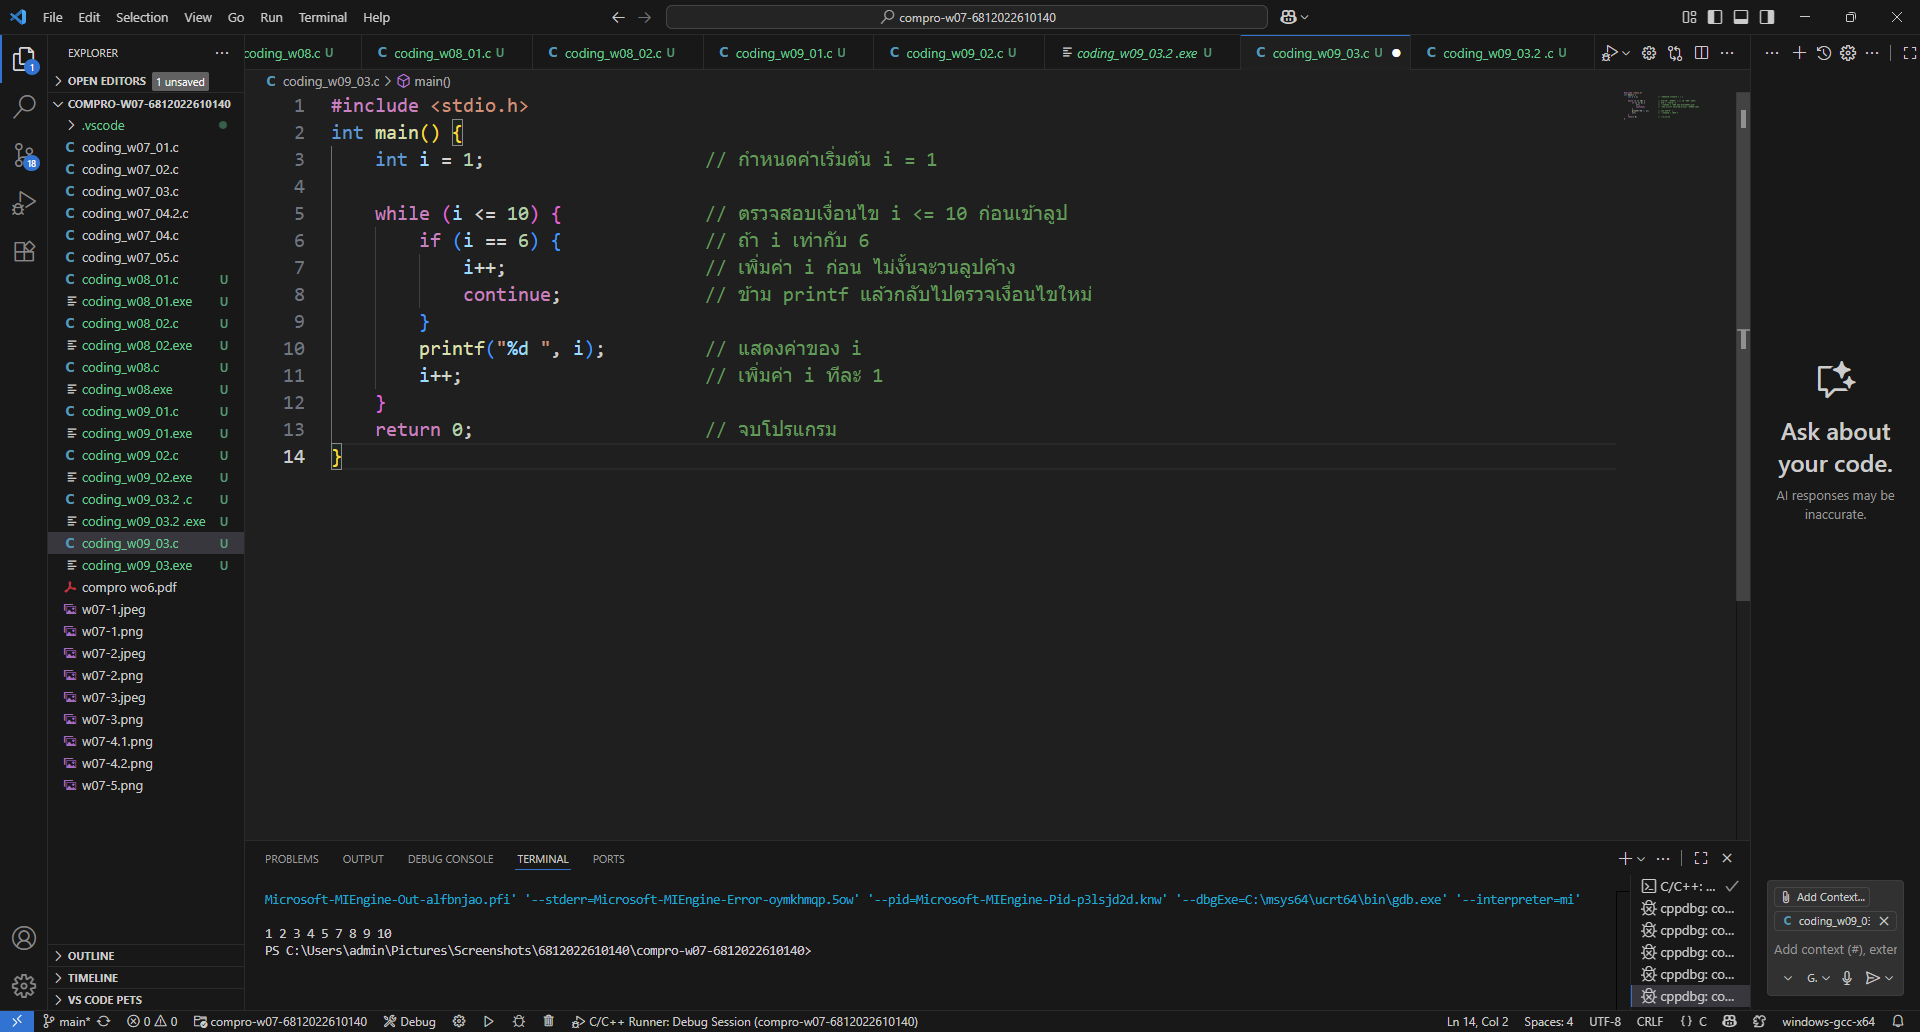 File Edit Selection View Go Run Terminal Help
compro-w07-6812022610140
EXPLORER
OPEN EDITORS 1 unsaved
COMPRO-W07-6812022610140
.vscode
C coding_w07_01.c
C coding_w07_02.c
C coding_w07_03.c
C coding_w07_04.2.c
C coding_w07_04.c
C coding_w07_05.c
C coding_w08_01.c U
coding_w08_01.exe U
C coding_w08_02.c U
coding_w08_02.exe U
C coding_w08.c U
coding_w08.exe U
C coding_w09_01.c U
coding_w09_01.exe U
C coding_w09_02.c U
coding_w09_02.exe U
C coding_w09_03.2 .c U
coding_w09_03.2 .exe U
C coding_w09_03.c U
coding_w09_03.exe U
compro wo6.pdf
w07-1.jpeg
w07-1.png
w07-2.jpeg
w07-2.png
w07-3.jpeg
w07-3.png
w07-4.1.png
w07-4.2.png
w07-5.png
OUTLINE
TIMELINE
VS CODE PETS
1
18
coding_w08.c U C coding_w08_01.c U C coding_w08_02.c U C coding_w09_01.c U C coding_w09_02.c U coding_w09_03.2 .exe U C coding_w09_03.c U C coding_w09_03.2 .c U
C coding_w09_03.c > main()
1 #include <stdio.h>
2 int main() {
3 int i = 1; // กำหนดค่าเริ่มต้น i = 1
4
5 while (i <= 10) { // ตรวจสอบเงื่อนไข i <= 10 ก่อนเข้าลูป
6 if (i == 6) { // ถ้า i เท่ากับ 6
7 i++; // เพิ่มค่า i ก่อน ไม่งั้นจะวนลูปค้าง
8 continue; // ข้าม printf แล้วกลับไปตรวจเงื่อนไขใหม่
9 }
10 printf("%d ", i); // แสดงค่าของ i
11 i++; // เพิ่มค่า i ทีละ 1
12 }
13 return 0; // จบโปรแกรม
14 }
PROBLEMS OUTPUT DEBUG CONSOLE TERMINAL PORTS
Microsoft-MIEngine-Out-alfbnjao.pfi' '--stderr=Microsoft-MIEngine-Error-oymkhmqp.5ow' '--pid=Microsoft-MIEngine-Pid-p3lsjd2d.knw' '--dbgExe=C:\msys64\ucrt64\bin\gdb.exe' '--interpreter=mi'
1 2 3 4 5 7 8 9 10
PS C:\Users\admin\Pictures\Screenshots\6812022610140\compro-w07-6812022610140>
C/C++: ...
cppdbg: co...
cppdbg: co...
cppdbg: co...
cppdbg: co...
cppdbg: co...
Ask about
your code.
AI responses may be
inaccurate.
Add Context...
C coding_w09_0
Add context (#), exter
G.
main* 0 0 compro-w07-6812022610140 Debug C/C++ Runner: Debug Session (compro-w07-6812022610140) Ln 14, Col 2 Spaces: 4 UTF-8 CRLF {} C windows-gcc-x64